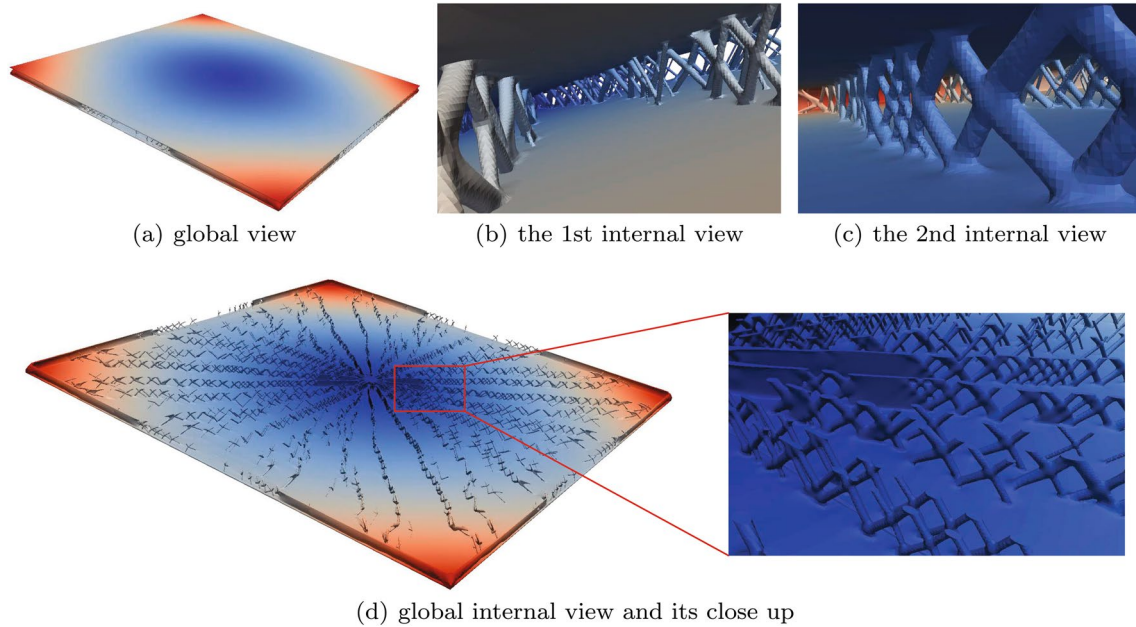 (a) global view
(b) the 1st internal view
(c) the 2nd internal view
(d) global internal view and its close up